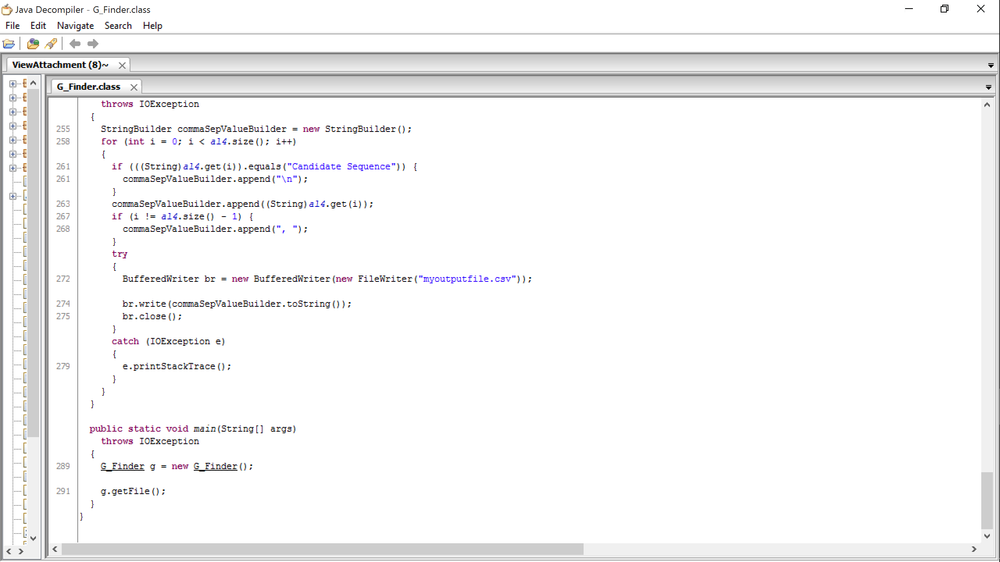 Java Decompiler - G_Finder.class
File Edit Navigate Search Help
ViewAttachment (8)~
G_Finder.class
throws IOException
{
255 StringBuilder commaSepValueBuilder = new StringBuilder();
258 for (int i = 0; i < al4.size(); i++)
{
261 if (((String)al4.get(i)).equals("Candidate Sequence")) {
261 commaSepValueBuilder.append("\n");
}
263 commaSepValueBuilder.append((String)al4.get(i));
267 if (i != al4.size() - 1) {
268 commaSepValueBuilder.append(", ");
}
try
{
272 BufferedWriter br = new BufferedWriter(new FileWriter("myoutputfile.csv"));
274 br.write(commaSepValueBuilder.toString());
275 br.close();
}
catch (IOException e)
{
279 e.printStackTrace();
}
}
}
public static void main(String[] args)
throws IOException
{
289 G_Finder g = new G_Finder();
291 g.getFile();
}
}